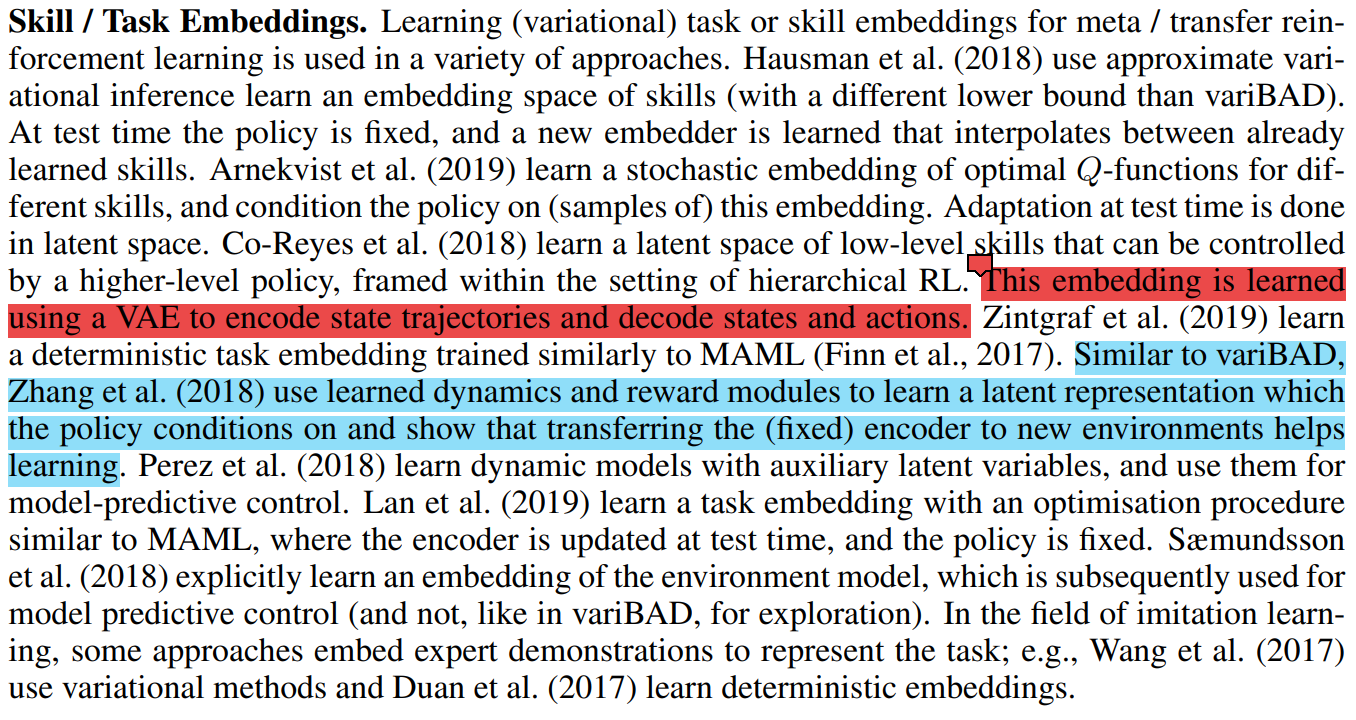 Skill / Task Embeddings. Learning (variational) task or skill embeddings for meta / transfer rein-
forcement learning is used in a variety of approaches. Hausman et al. (2018) use approximate vari-
ational inference learn an embedding space of skills (with a different lower bound than variBAD).
At test time the policy is fixed, and a new embedder is learned that interpolates between already
learned skills. Arnekvist et al. (2019) learn a stochastic embedding of optimal Q-functions for dif-
ferent skills, and condition the policy on (samples of) this embedding. Adaptation at test time is done
in latent space. Co-Reyes et al. (2018) learn a latent space of low-level skills that can be controlled
by a higher-level policy, framed within the setting of hierarchical RL. This embedding is learned
using a VAE to encode state trajectories and decode states and actions. Zintgraf et al. (2019) learn
a deterministic task embedding trained similarly to MAML (Finn et al., 2017). Similar to variBAD,
Zhang et al. (2018) use learned dynamics and reward modules to learn a latent representation which
the policy conditions on and show that transferring the (fixed) encoder to new environments helps
learning. Perez et al. (2018) learn dynamic models with auxiliary latent variables, and use them for
model-predictive control. Lan et al. (2019) learn a task embedding with an optimisation procedure
similar to MAML, where the encoder is updated at test time, and the policy is fixed. Sæmundsson
et al. (2018) explicitly learn an embedding of the environment model, which is subsequently used for
model predictive control (and not, like in variBAD, for exploration). In the field of imitation learn-
ing, some approaches embed expert demonstrations to represent the task; e.g., Wang et al. (2017)
use variational methods and Duan et al. (2017) learn deterministic embeddings.